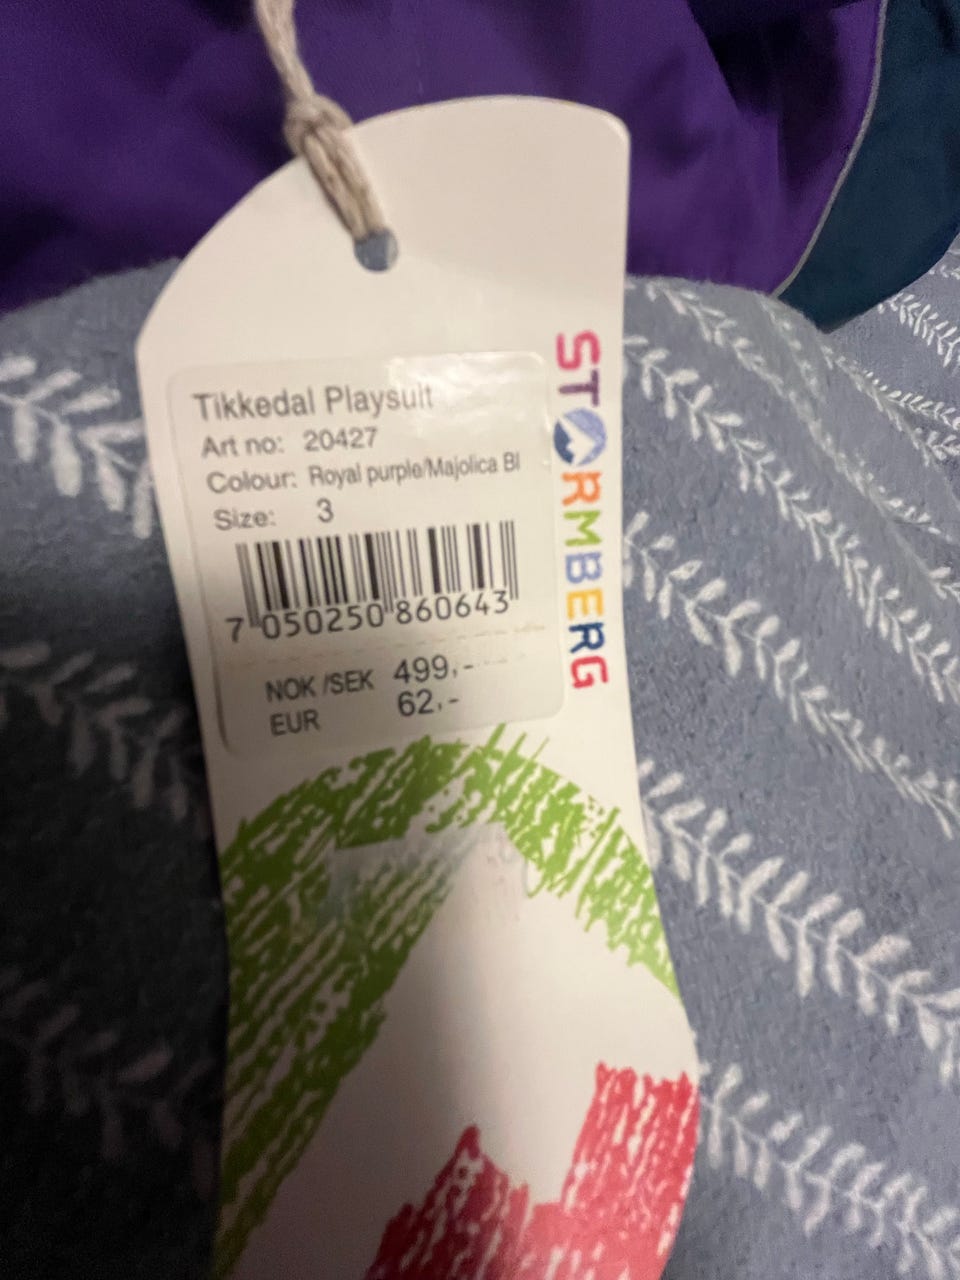 STORMBERG
Tikkedal Playsuit
Art no: 20427
Colour: Royal purple/Majolica Bl
Size: 3
7 050250 860643
NOK /SEK 499,-
EUR 62,-